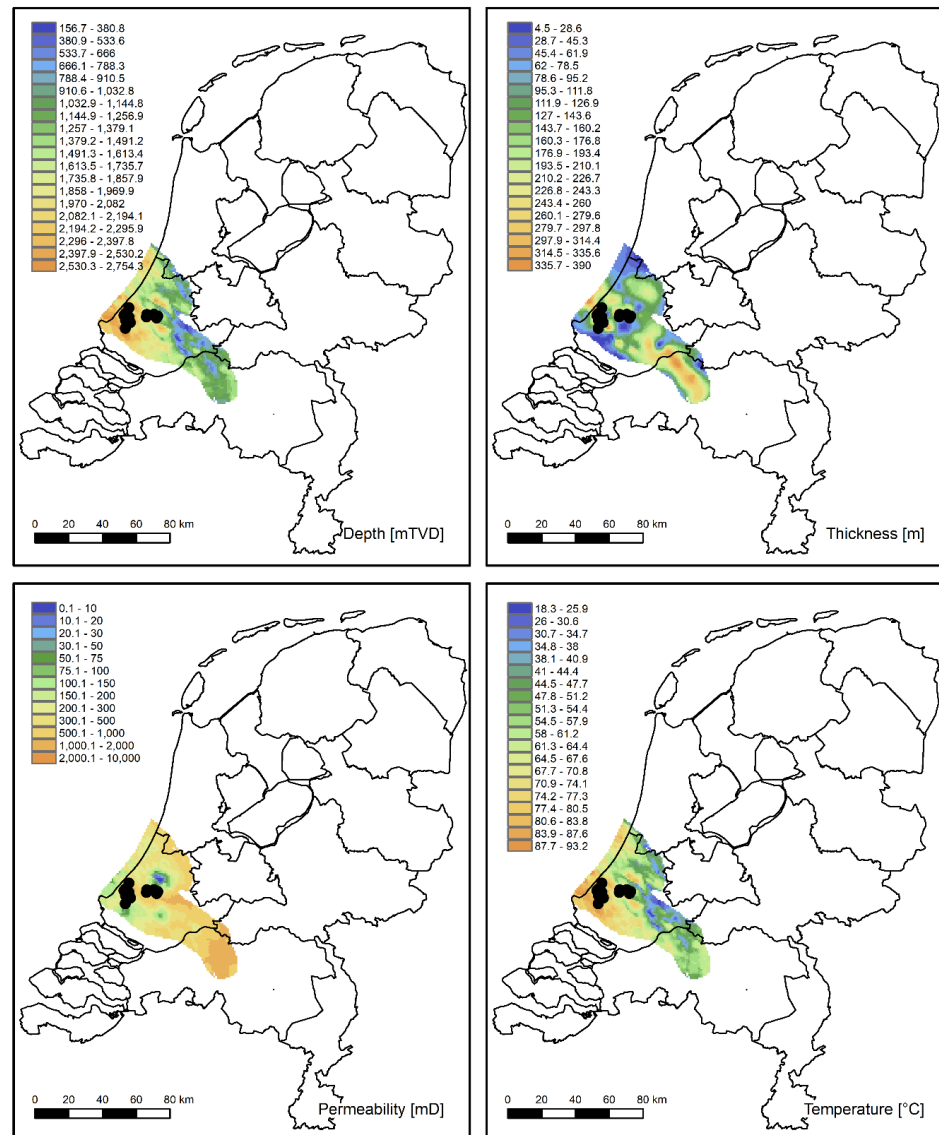 156.7 - 380.8
380.9 - 533.6
533.7 - 666
666.1 - 788.3
788.4 - 910.5
910.6 - 1,032.8
1,032.9 - 1,144.8
1,144.9 - 1,256.9
1,257 - 1,379.1
1,379.2 - 1,491.2
1,491.3 - 1,613.4
1,613.5 - 1,735.7
1,735.8 - 1,857.9
1,858 - 1,969.9
1,970 - 2,082
2,082.1 - 2,194.1
2,194.2 - 2,295.9
2,296 - 2,397.8
2,397.9 - 2,530.2
2,530.3 - 2,754.3
0 20 40 60 80 km
Depth [mTVD]
4.5 - 28.6
28.7 - 45.3
45.4 - 61.9
62 - 78.5
78.6 - 95.2
95.3 - 111.8
111.9 - 126.9
127 - 143.6
143.7 - 160.2
160.3 - 176.8
176.9 - 193.4
193.5 - 210.1
210.2 - 226.7
226.8 - 243.3
243.4 - 260
260.1 - 279.6
279.7 - 297.8
297.9 - 314.4
314.5 - 335.6
335.7 - 390
0 20 40 60 80 km
Thickness [m]
0.1 - 10
10.1 - 20
20.1 - 30
30.1 - 50
50.1 - 75
75.1 - 100
100.1 - 150
150.1 - 200
200.1 - 300
300.1 - 500
500.1 - 1,000
1,000.1 - 2,000
2,000.1 - 10,000
0 20 40 60 80 km
Permeability [mD]
18.3 - 25.9
26 - 30.6
30.7 - 34.7
34.8 - 38
38.1 - 40.9
41 - 44.4
44.5 - 47.7
47.8 - 51.2
51.3 - 54.4
54.5 - 57.9
58 - 61.2
61.3 - 64.4
64.5 - 67.6
67.7 - 70.8
70.9 - 74.1
74.2 - 77.3
77.4 - 80.5
80.6 - 83.8
83.9 - 87.6
87.7 - 93.2
0 20 40 60 80 km
Temperature [°C]